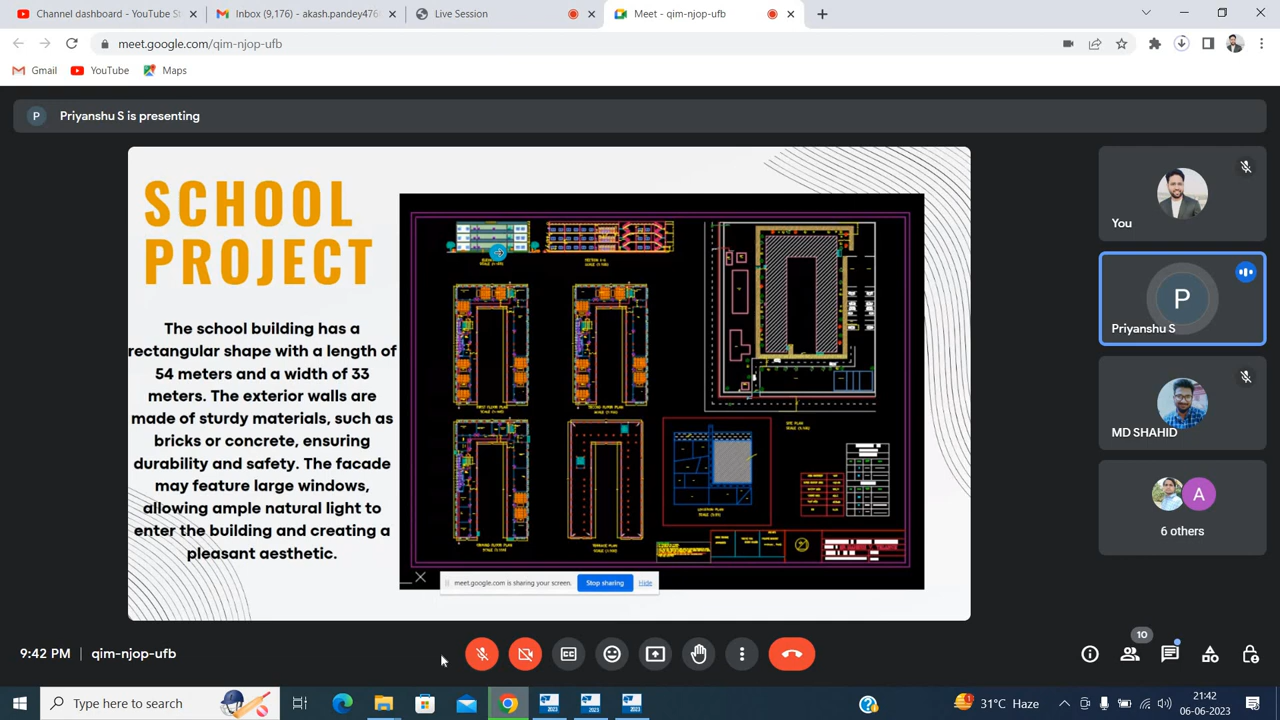 Channel dashboard - YouTube St
Inbox (9,176) - akash.pandey476
Live Session
Meet - qim-njop-ufb
meet.google.com/qim-njop-ufb
Gmail
YouTube
Maps
P
Priyanshu S is presenting
SCHOOL
PROJECT
The school building has a
rectangular shape with a length of
54 meters and a width of 33
meters. The exterior walls are
made of sturdy materials, such as
bricks or concrete, ensuring
durability and safety. The facade
may feature large windows,
allowing ample natural light to
enter the building and creating a
pleasant aesthetic.
SITE PLAN
meet.google.com is sharing your screen.
Stop sharing
Hide
You
P
Priyanshu S
MD SHAHID
A
6 others
9:42 PM
qim-njop-ufb
10
Type here to search
2023
2023
2023
31°C Haze
21:42
06-06-2023